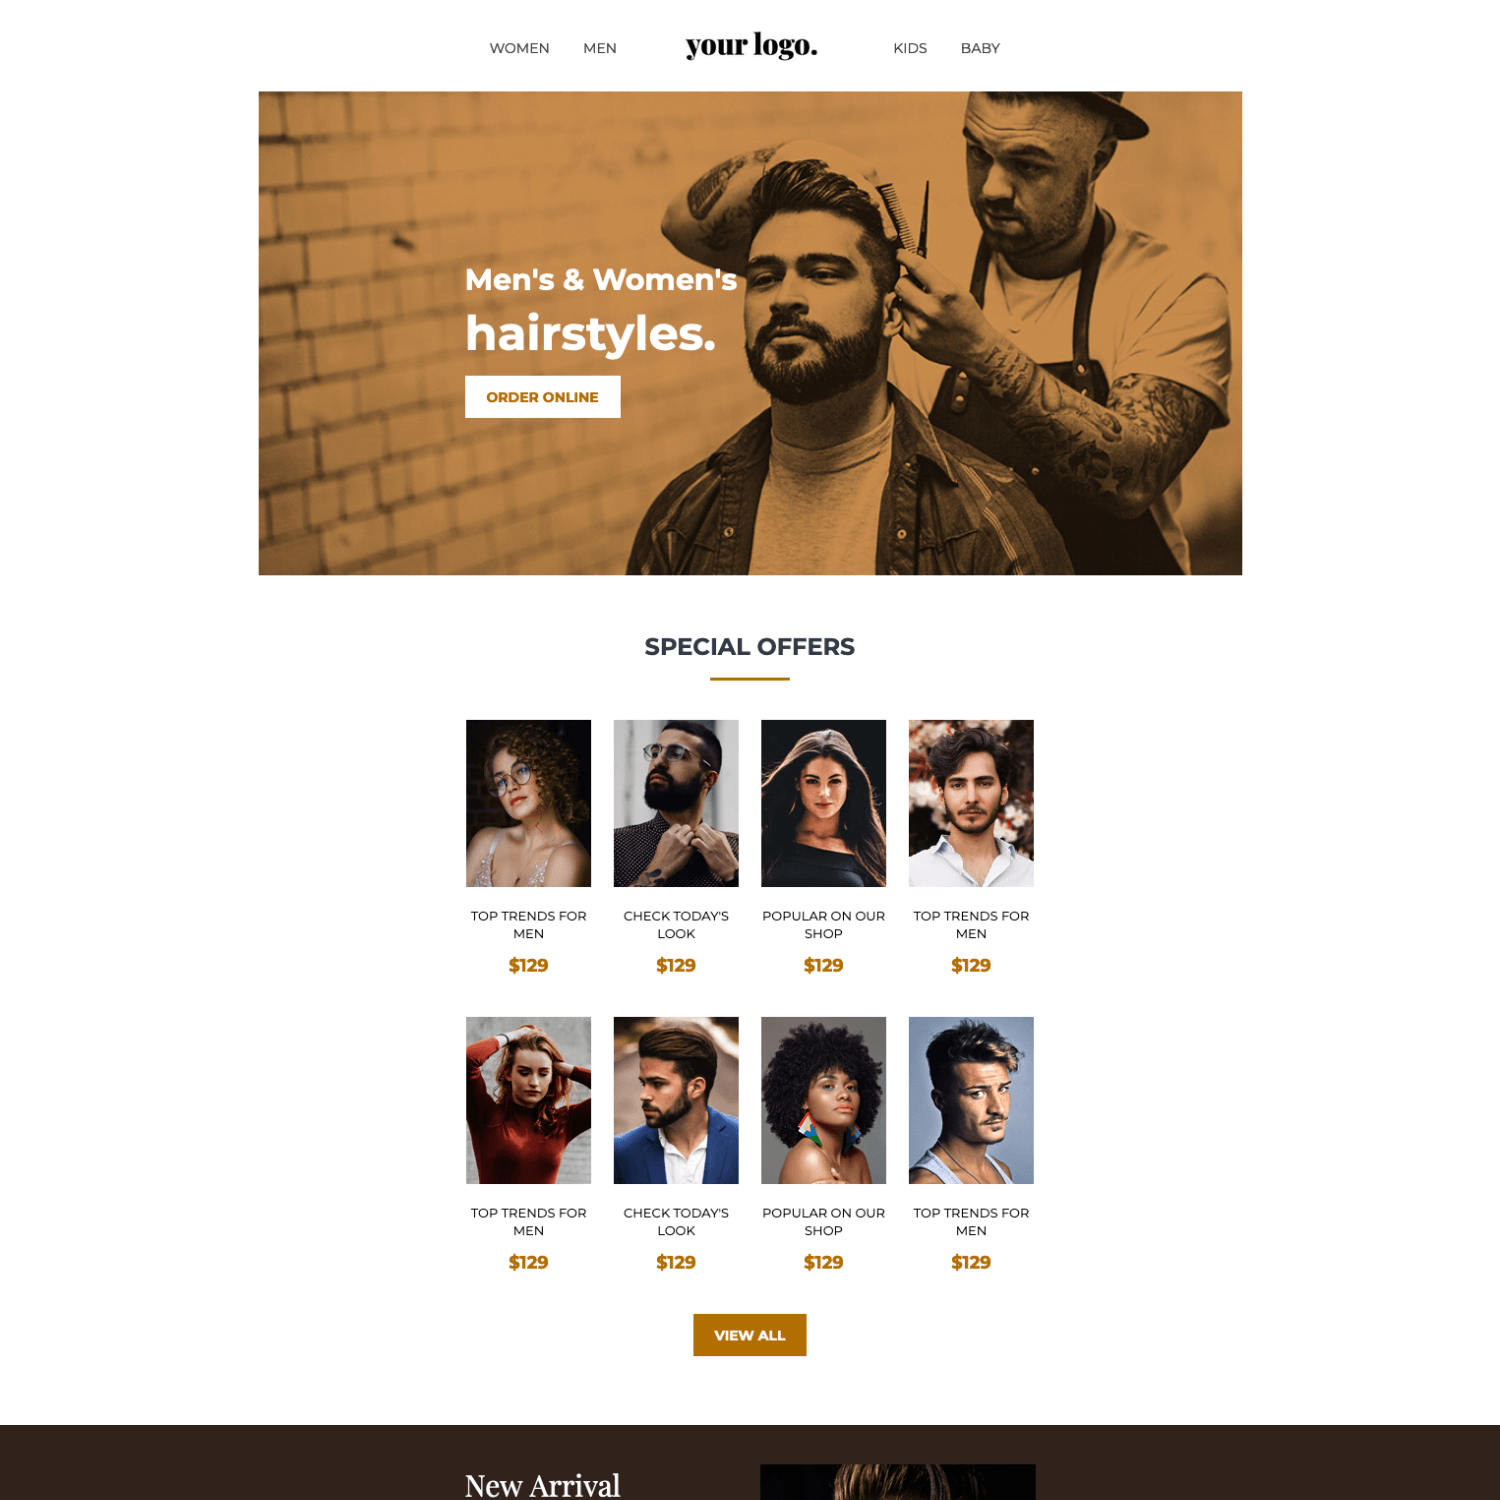 WOMEN MEN your logo. KIDS BABY
Men's & Women's
hairstyles.
ORDER ONLINE
SPECIAL OFFERS
TOP TRENDS FOR
MEN
$129
CHECK TODAY'S
LOOK
$129
POPULAR ON OUR
SHOP
$129
TOP TRENDS FOR
MEN
$129
TOP TRENDS FOR
MEN
$129
CHECK TODAY'S
LOOK
$129
POPULAR ON OUR
SHOP
$129
TOP TRENDS FOR
MEN
$129
VIEW ALL
New Arrival